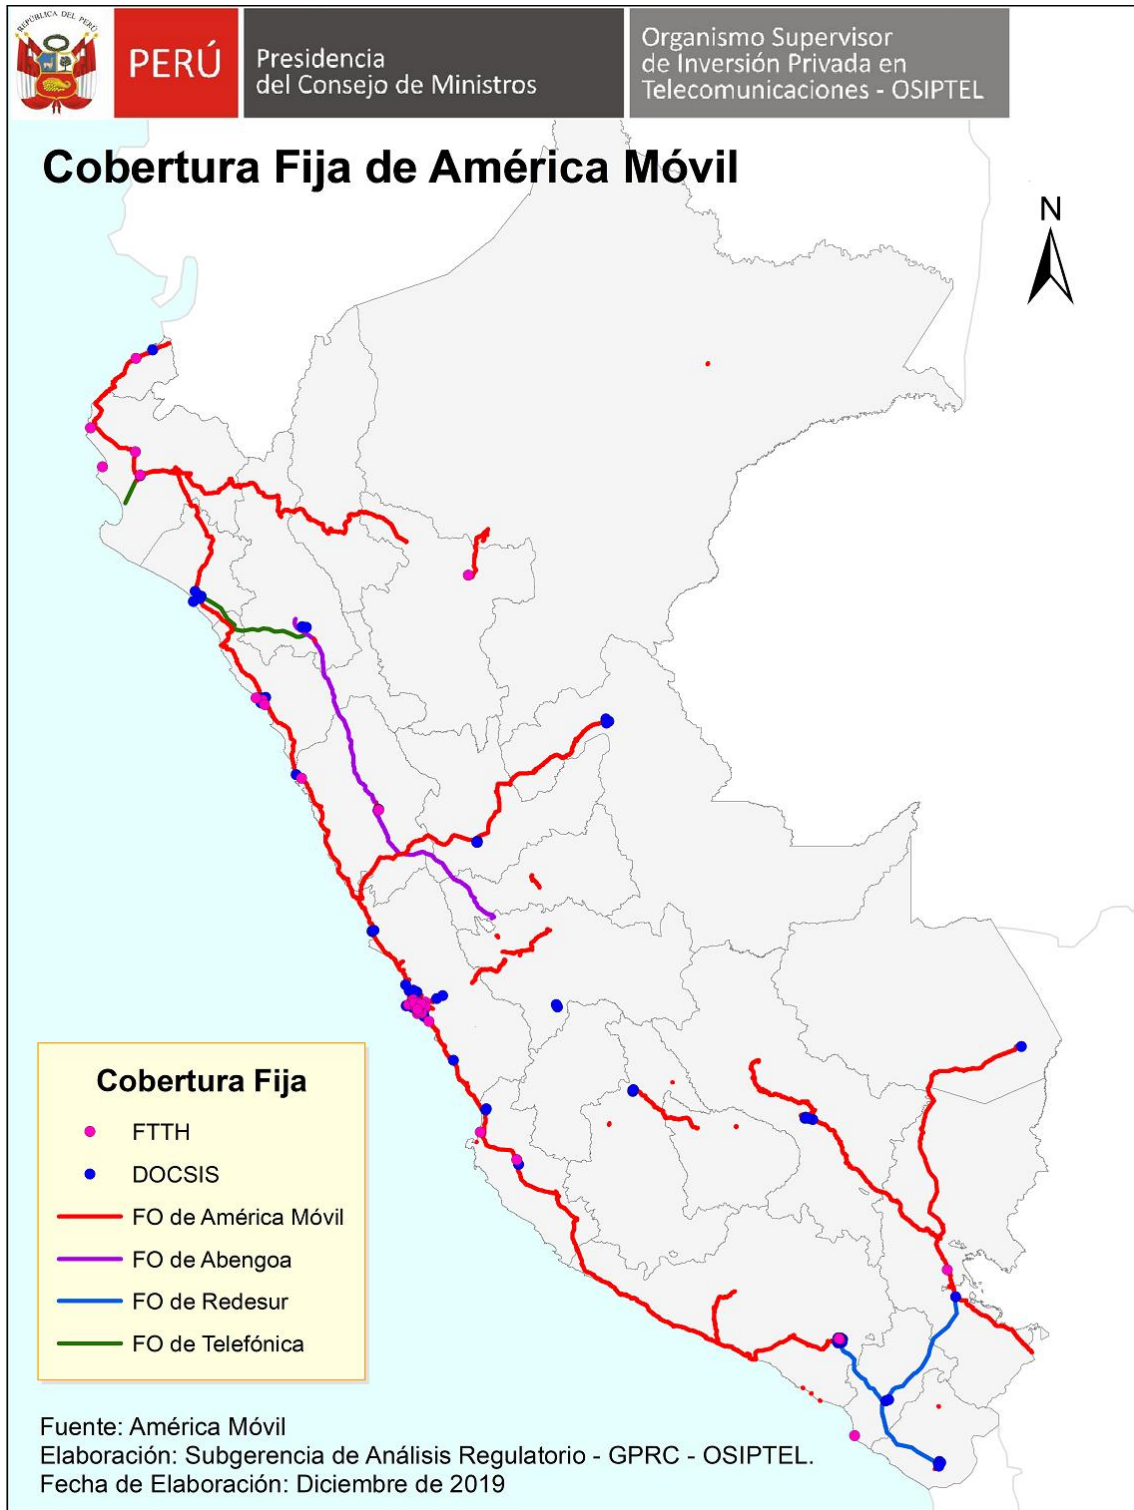 REPÚBLICA DEL PERÚ
PERÚ
Presidencia
del Consejo de Ministros
Organismo Supervisor
de Inversión Privada en
Telecomunicaciones - OSIPTEL
Cobertura Fija de América Móvil
N
Cobertura Fija
FTTH
DOCSIS
FO de América Móvil
FO de Abengoa
FO de Redesur
FO de Telefónica
Fuente: América Móvil
Elaboración: Subgerencia de Análisis Regulatorio - GPRC - OSIPTEL.
Fecha de Elaboración: Diciembre de 2019